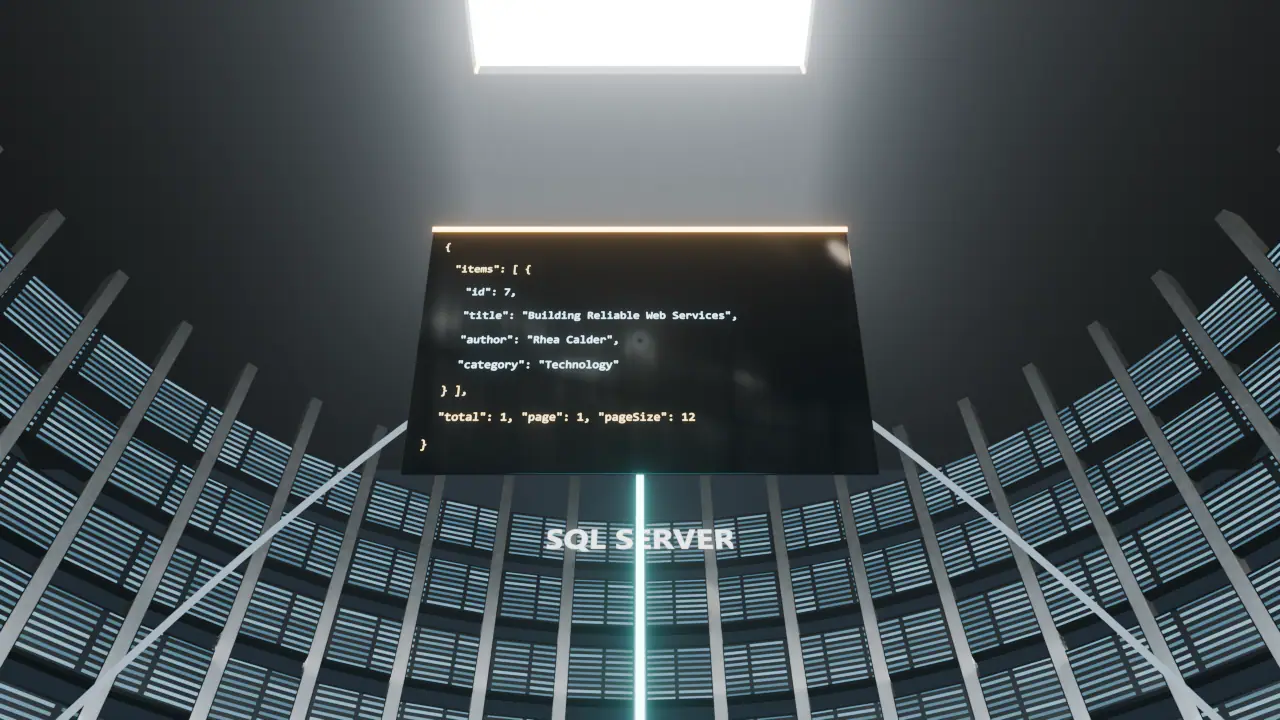 {
"items": [ {
"id": 7,
"title": "Building Reliable Web Services",
"author": "Rhea Calder",
"category": "Technology"
} ],
"total": 1, "page": 1, "pageSize": 12
}
SQL SERVER